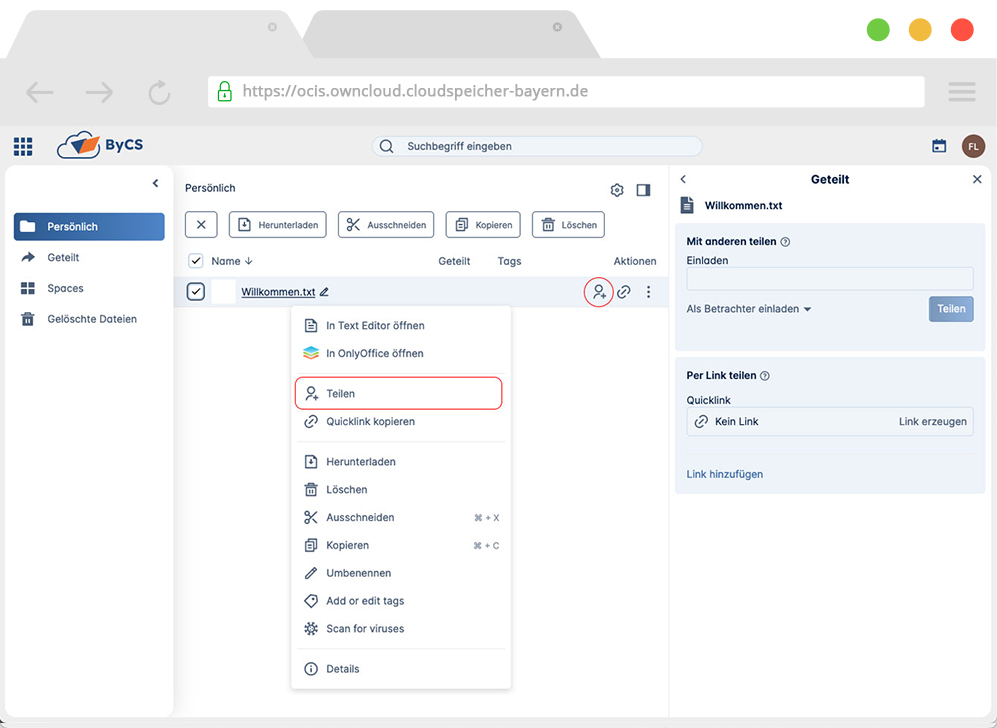 https://ocis.owncloud.cloudspeicher-bayern.de
ByCS
Suchbegriff eingeben
FL
Persönlich
Geteilt
Spaces
Gelöschte Dateien
Persönlich
Herunterladen
Ausschneiden
Kopieren
Löschen
Name
Geteilt
Tags
Aktionen
Willkommen.txt
In Text Editor öffnen
In OnlyOffice öffnen
Teilen
Quicklink kopieren
Herunterladen
Löschen
Ausschneiden ⌘ + X
Kopieren ⌘ + C
Umbenennen
Add or edit tags
Scan for viruses
Details
Geteilt
Willkommen.txt
Mit anderen teilen
Einladen
Als Betrachter einladen
Teilen
Per Link teilen
Quicklink
Kein Link
Link erzeugen
Link hinzufügen